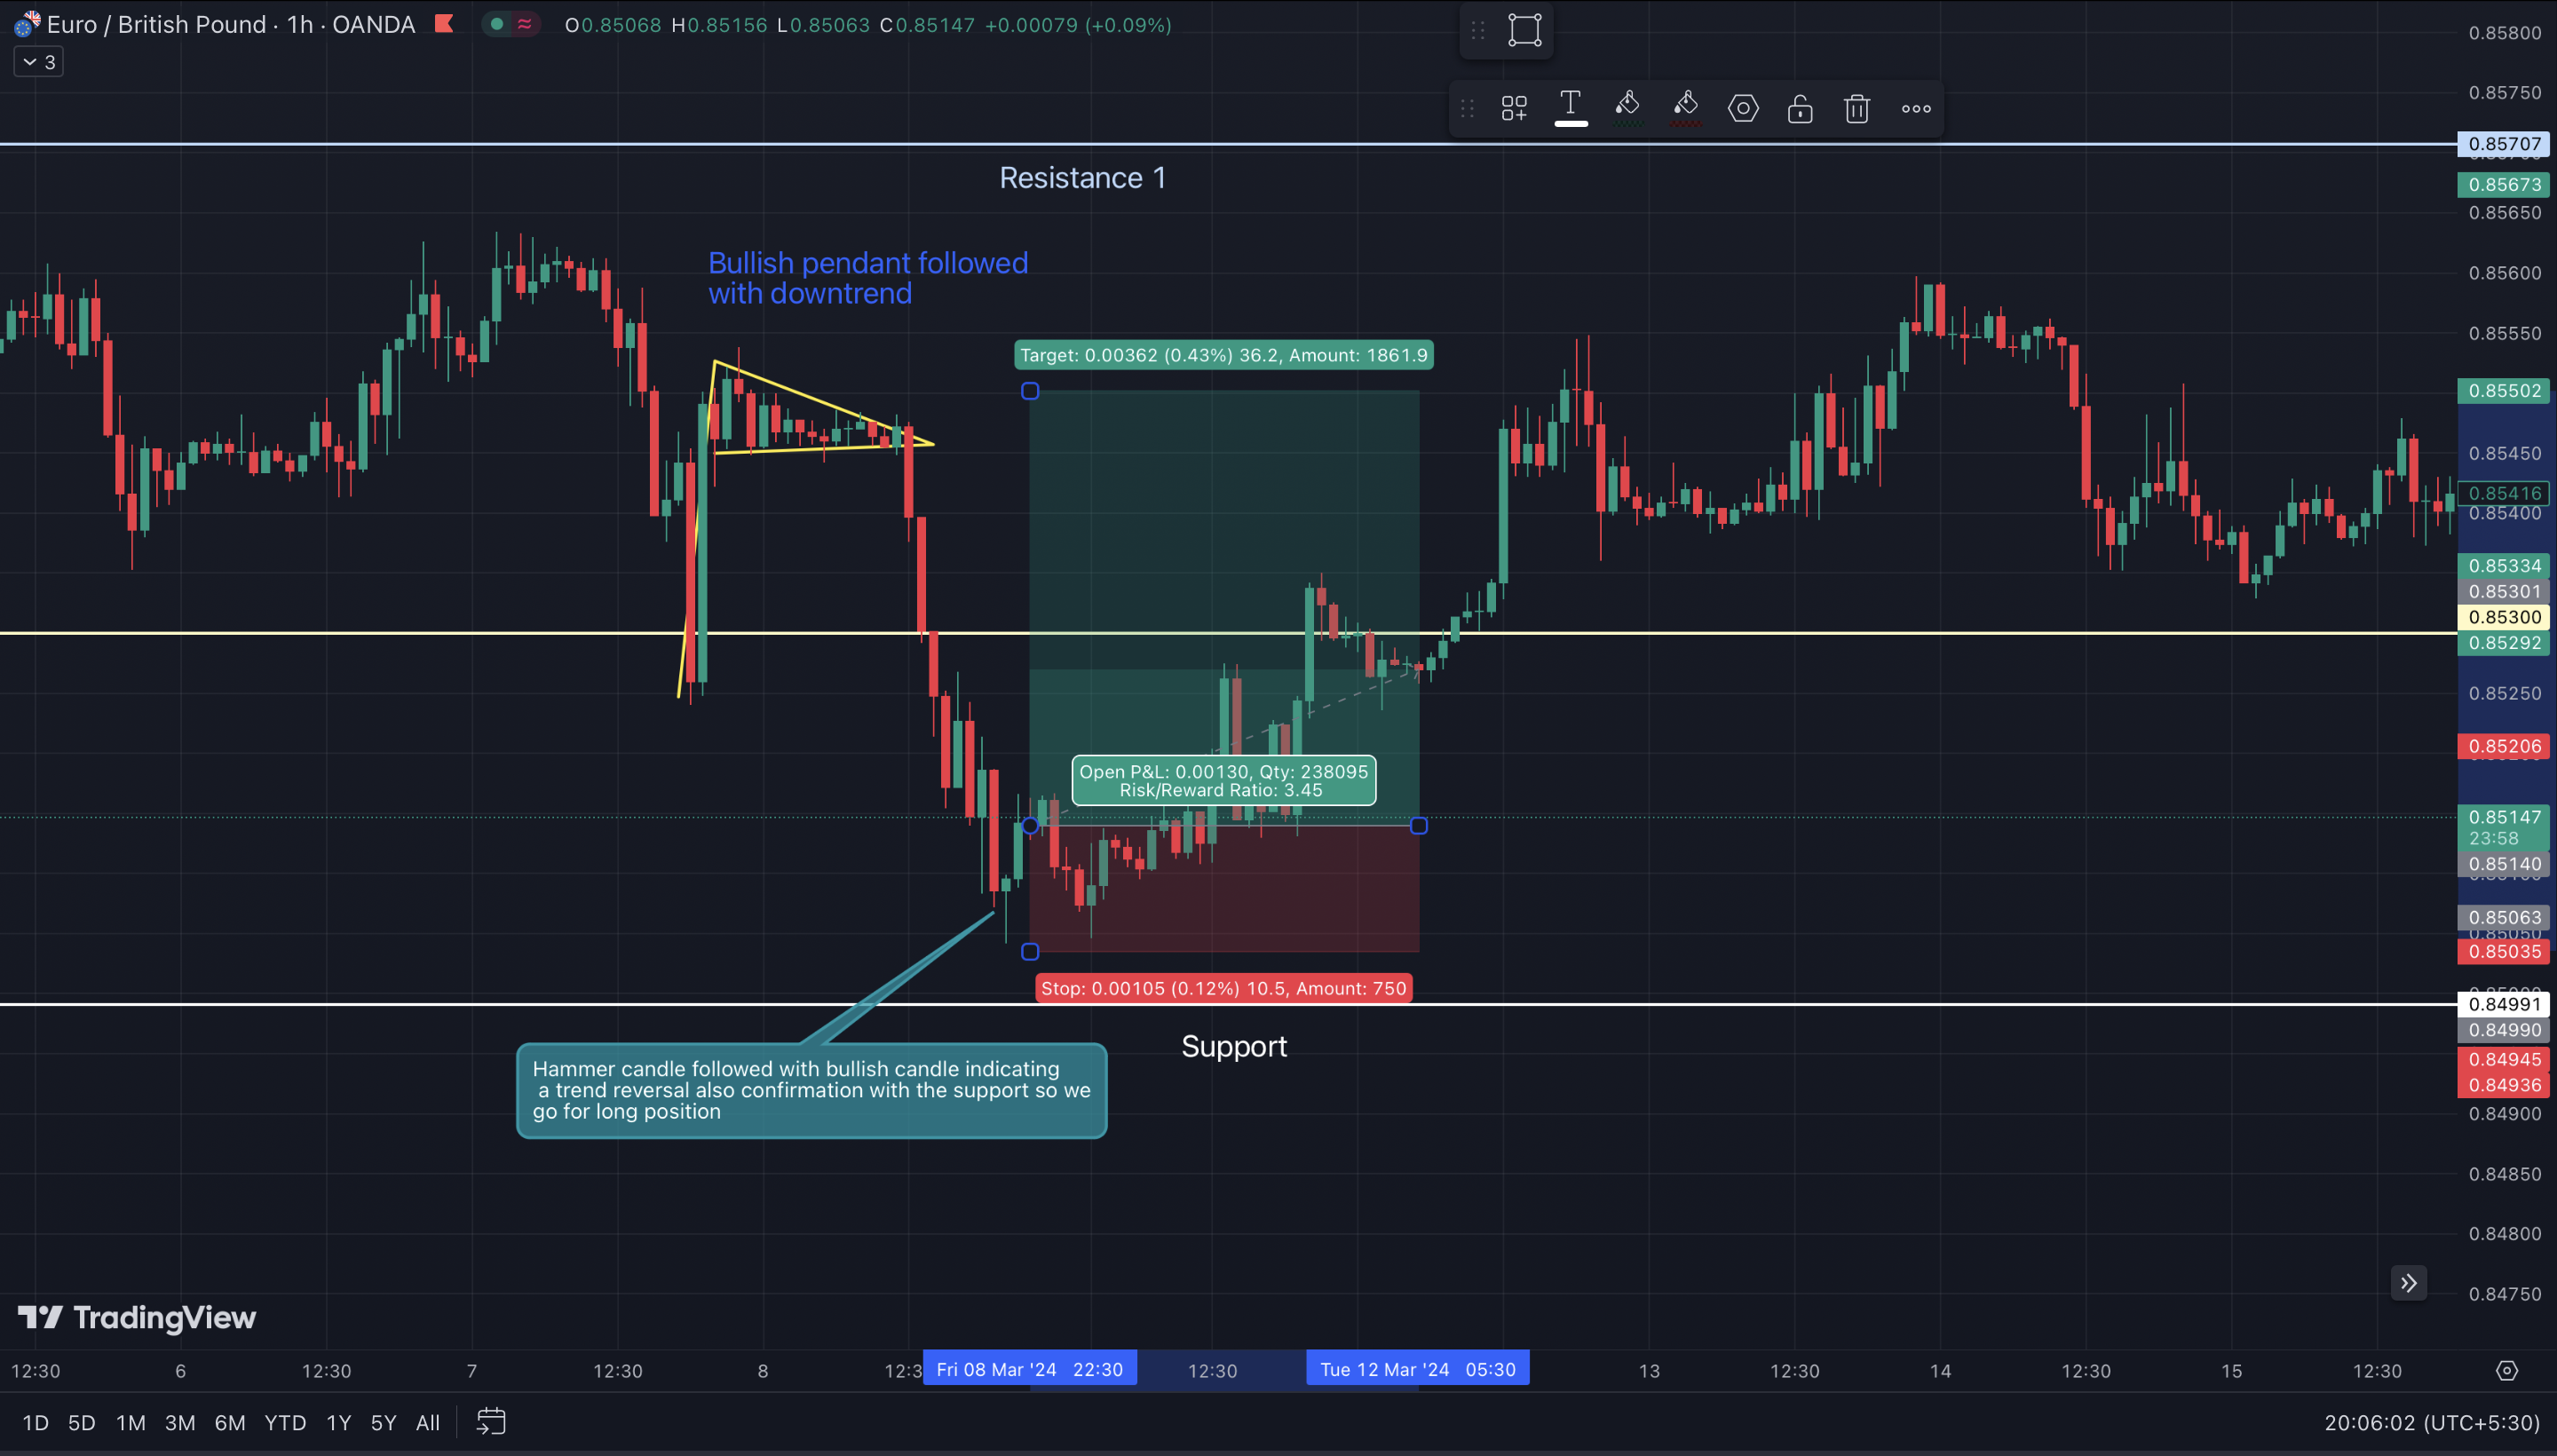 Euro / British Pound · 1h · OANDA O0.85068 H0.85156 L0.85063 C0.85147 +0.00079 (+0.09%)
3
T
Resistance 1
Bullish pendant followed
with downtrend
Target: 0.00362 (0.43%) 36.2, Amount: 1861.9
Open P&L: 0.00130, Qty: 238095
Risk/Reward Ratio: 3.45
Stop: 0.00105 (0.12%) 10.5, Amount: 750
Support
Hammer candle followed with bullish candle indicating
a trend reversal also confirmation with the support so we
go for long position
0.85800
0.85750
0.85707
0.85673
0.85650
0.85600
0.85550
0.85502
0.85450
0.85416
0.85400
0.85334
0.85301
0.85300
0.85292
0.85250
0.85206
0.85147
23:58
0.85140
0.85063
0.85035
0.84991
0.84990
0.84945
0.84936
0.84900
0.84850
0.84800
0.84750
TradingView
12:30 6 12:30 7 12:30 8 12:3 Fri 08 Mar '24 22:30 12:30 Tue 12 Mar '24 05:30 13 12:30 14 12:30 15 12:30
1D 5D 1M 3M 6M YTD 1Y 5Y All 20:06:02 (UTC+5:30)